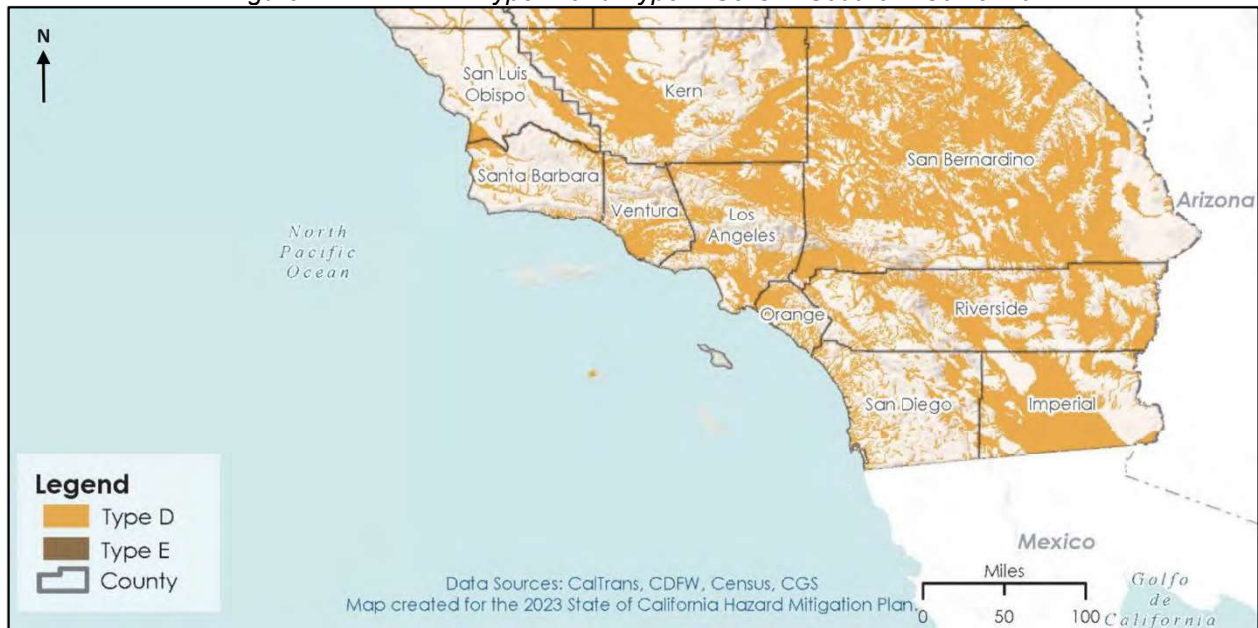 N
San Luis
Obispo
Kern
San Bernardino
Santa Barbara
Ventura
Los
Angeles
Arizona
North
Pacific
Ocean
Orange
Riverside
San Diego
Imperial
Legend
Type D
Type E
County
Mexico
Data Sources: CalTrans, CDFW, Census, CGS
Map created for the 2023 State of California Hazard Mitigation Plan.
Miles
0 50 100
Golfo
de
California